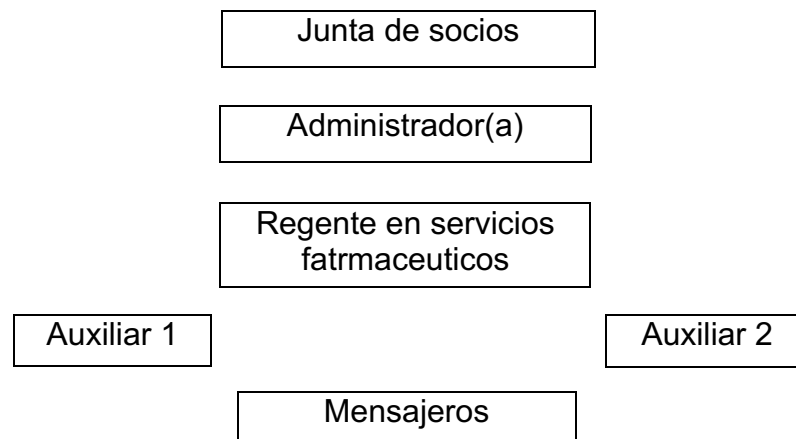 Junta de socios
Administrador(a)
Regente en servicios
fatrmaceuticos
Auxiliar 1
Auxiliar 2
Mensajeros